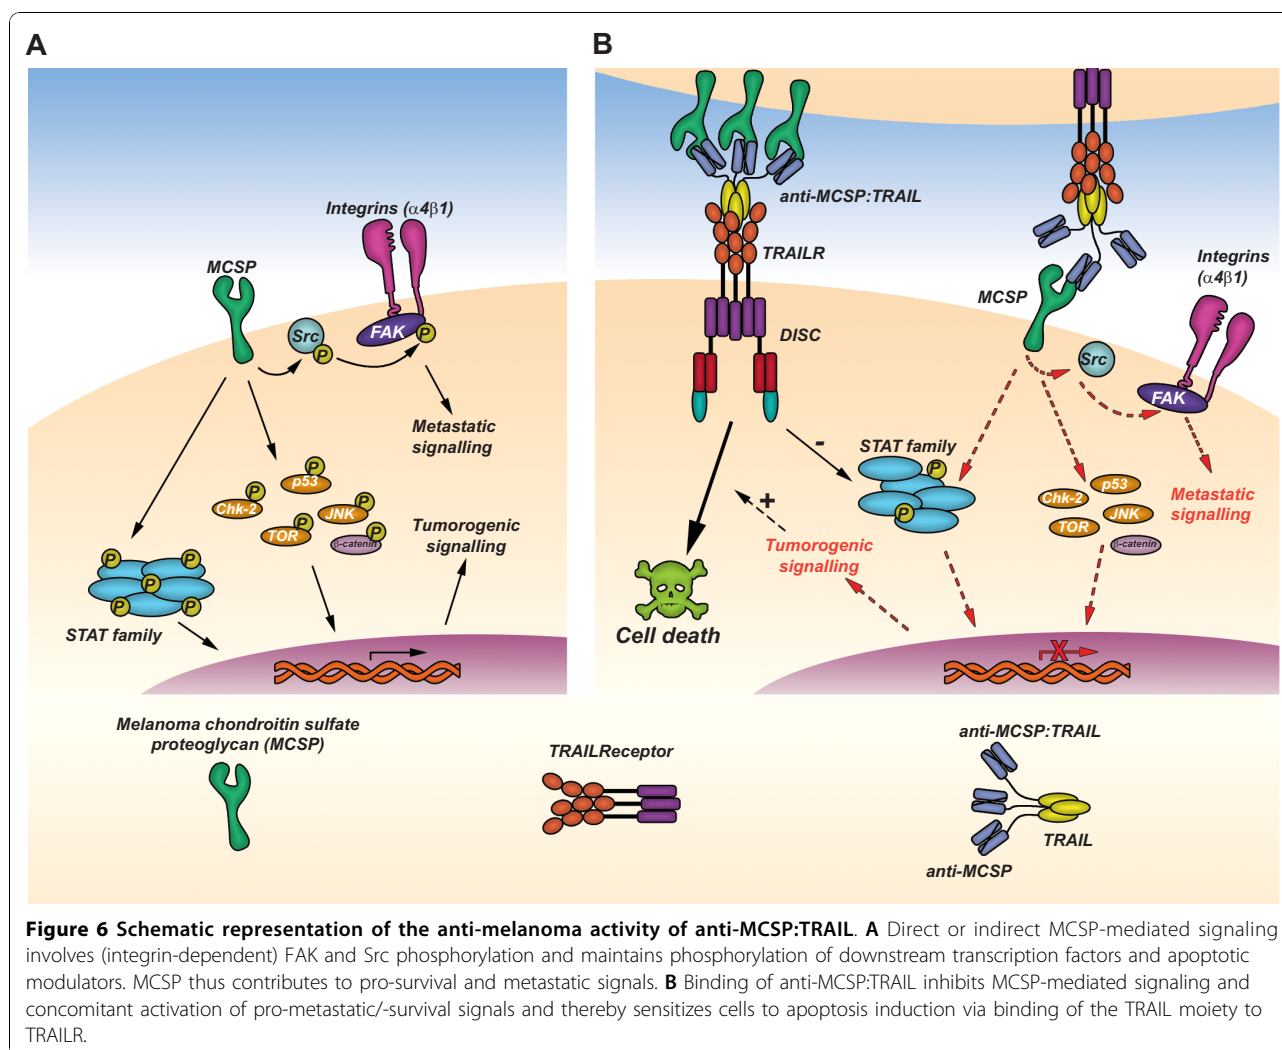 A
B
Integrins (α4β1)
MCSP
Src
P
FAK
P
Metastatic
signalling
P
p53
P
Chk-2
P
JNK
P
TOR
P
β-catenin
Tumorogenic
signalling
P
P
P
P
P
STAT family
anti-MCSP:TRAIL
TRAILR
DISC
MCSP
Integrins
(α4β1)
Src
FAK
-
STAT family
P
P
+
Tumorogenic
signalling
p53
Chk-2
JNK
TOR
β-catenin
Metastatic
signalling
Cell death
X
Melanoma chondroitin sulfate
proteoglycan (MCSP)
TRAILReceptor
anti-MCSP:TRAIL
TRAIL
anti-MCSP
Figure 6 Schematic representation of the anti-melanoma activity of anti-MCSP:TRAIL. A Direct or indirect MCSP-mediated signaling
involves (integrin-dependent) FAK and Src phosphorylation and maintains phosphorylation of downstream transcription factors and apoptotic
modulators. MCSP thus contributes to pro-survival and metastatic signals. B Binding of anti-MCSP:TRAIL inhibits MCSP-mediated signaling and
concomitant activation of pro-metastatic/-survival signals and thereby sensitizes cells to apoptosis induction via binding of the TRAIL moiety to
TRAILR.